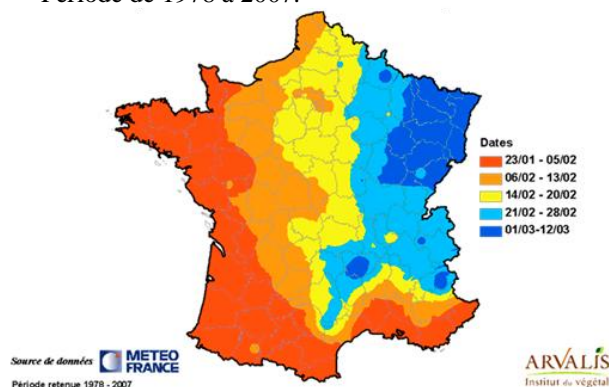 Période de 1978 à 2007.
Dates
23/01 - 05/02
06/02 - 13/02
14/02 - 20/02
21/02 - 28/02
01/03-12/03
Source de données METEO FRANCE
Période retenue 1978 - 2007
ARVALIS
Institut du végétal